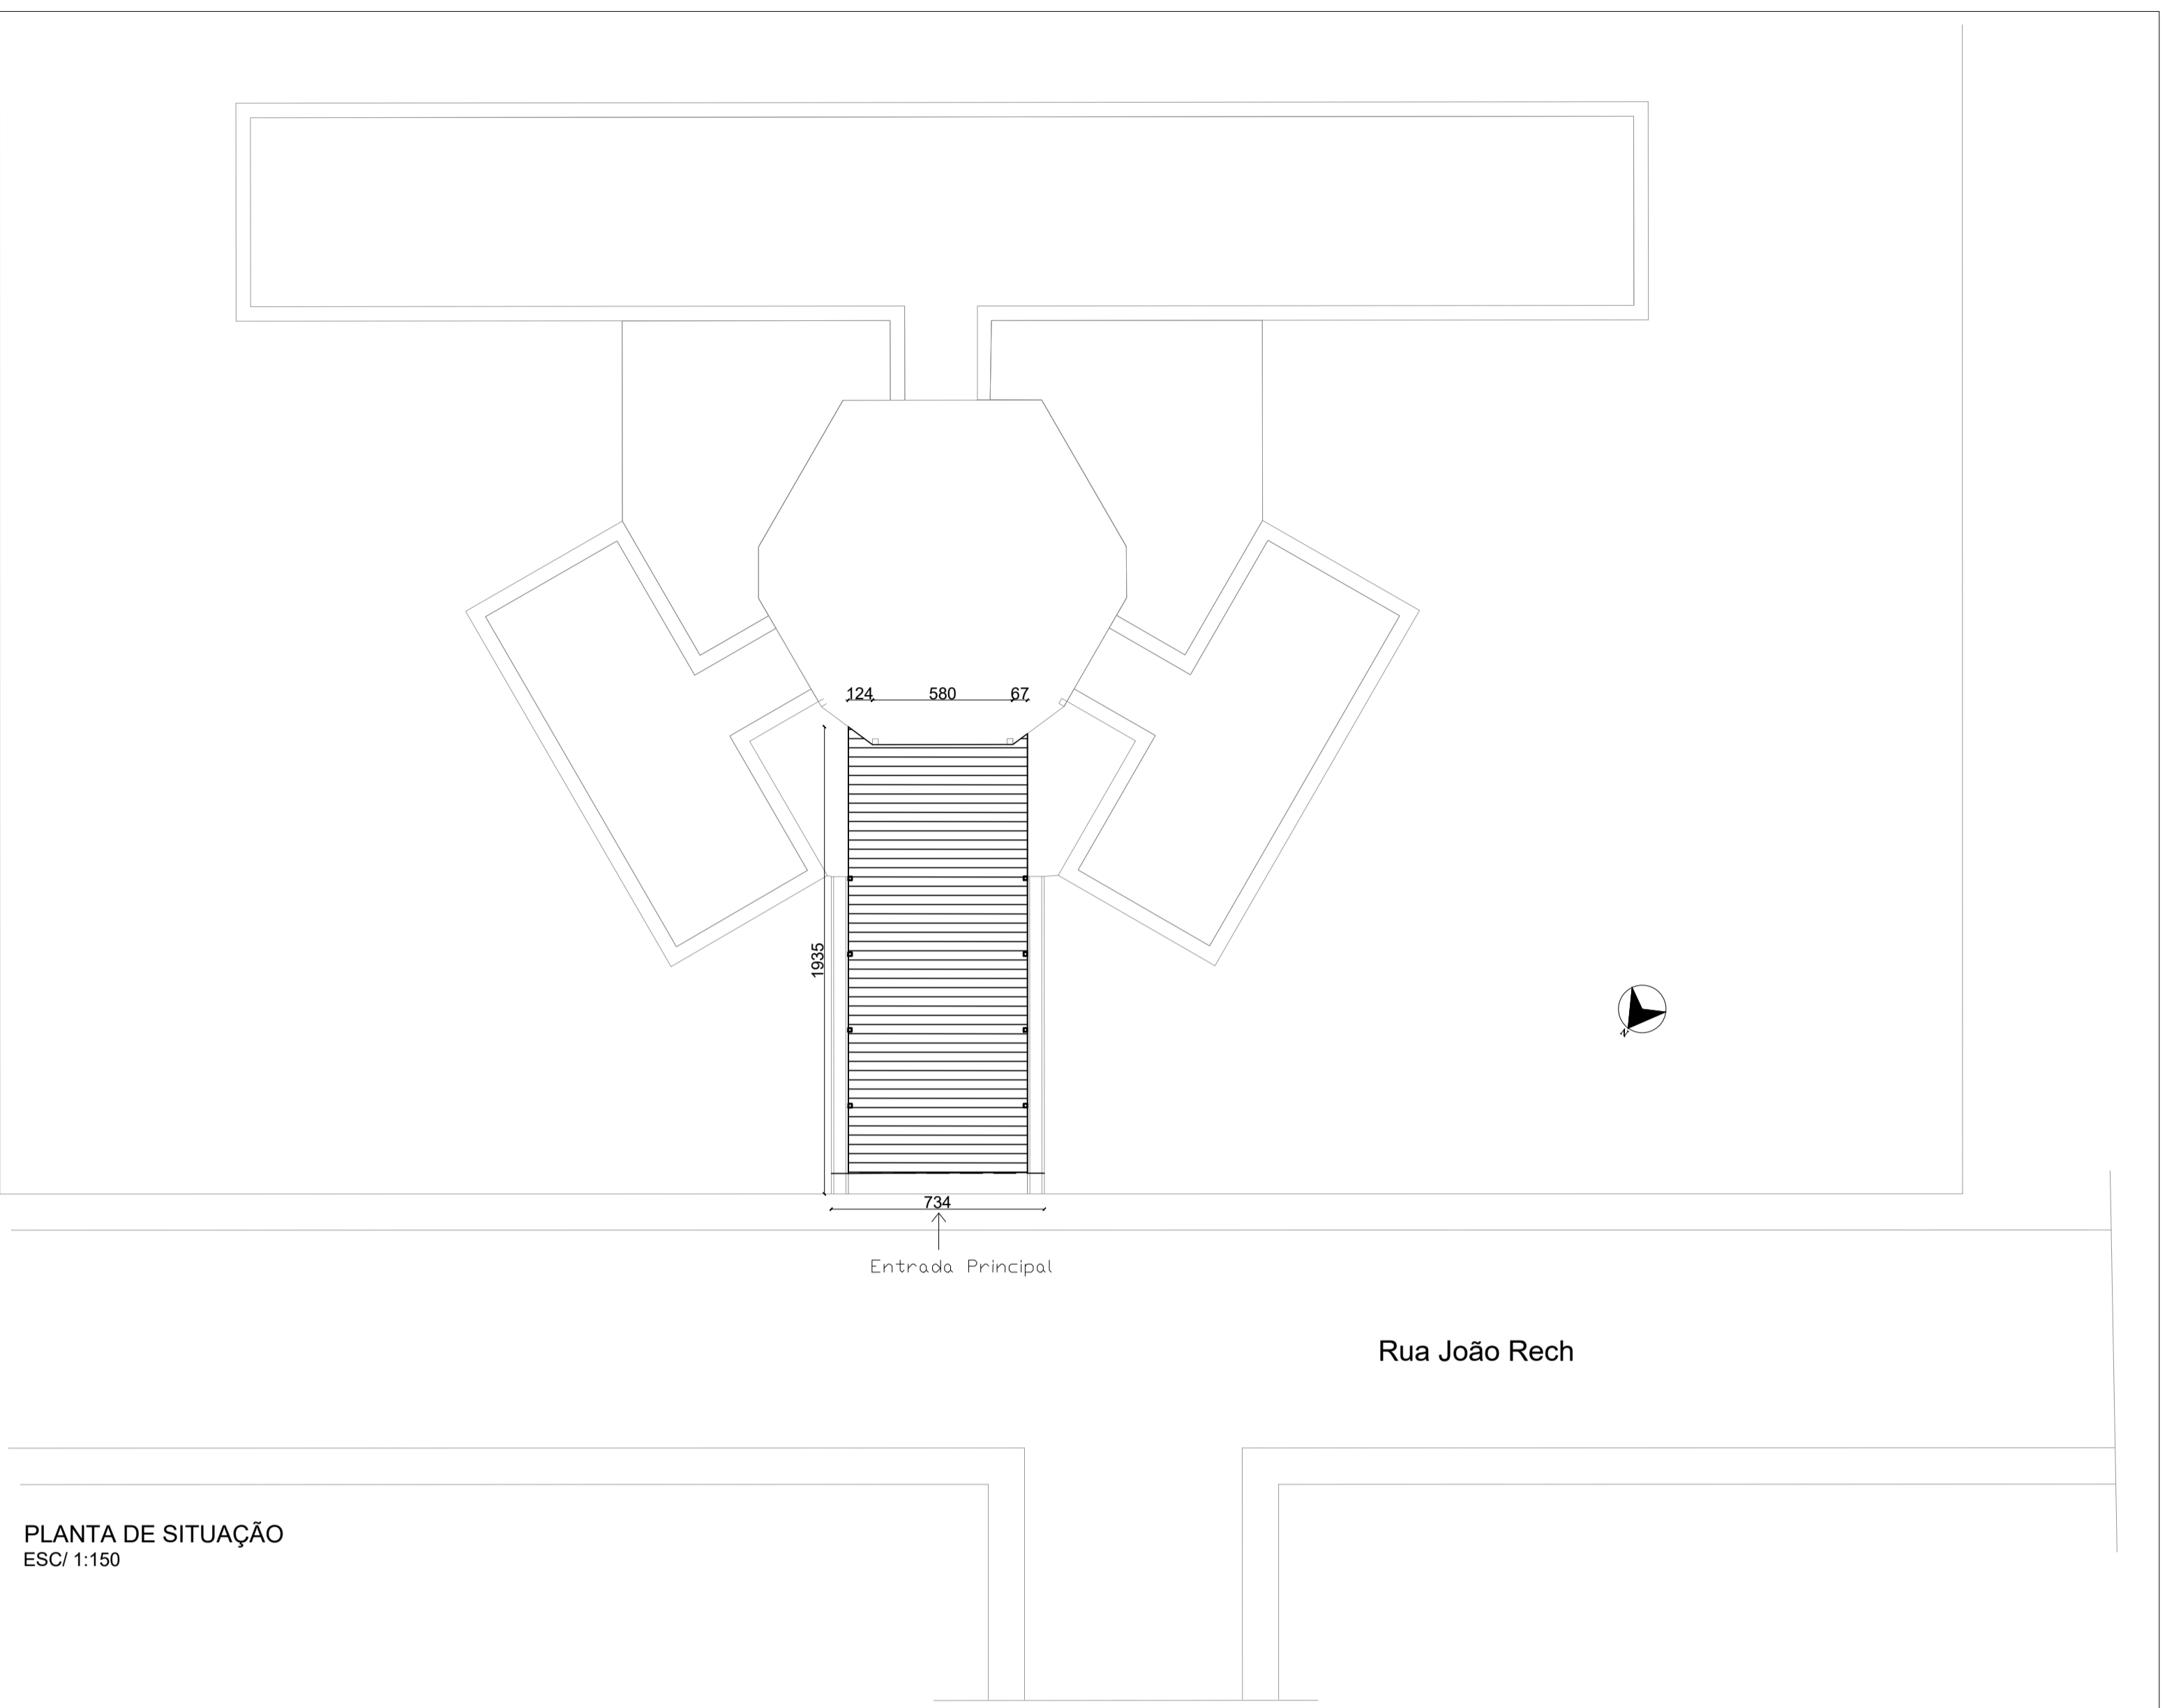 124 580 67
1935
N
734
Entrada Principal
Rua João Rech
PLANTA DE SITUAÇÃO
ESC/ 1:150